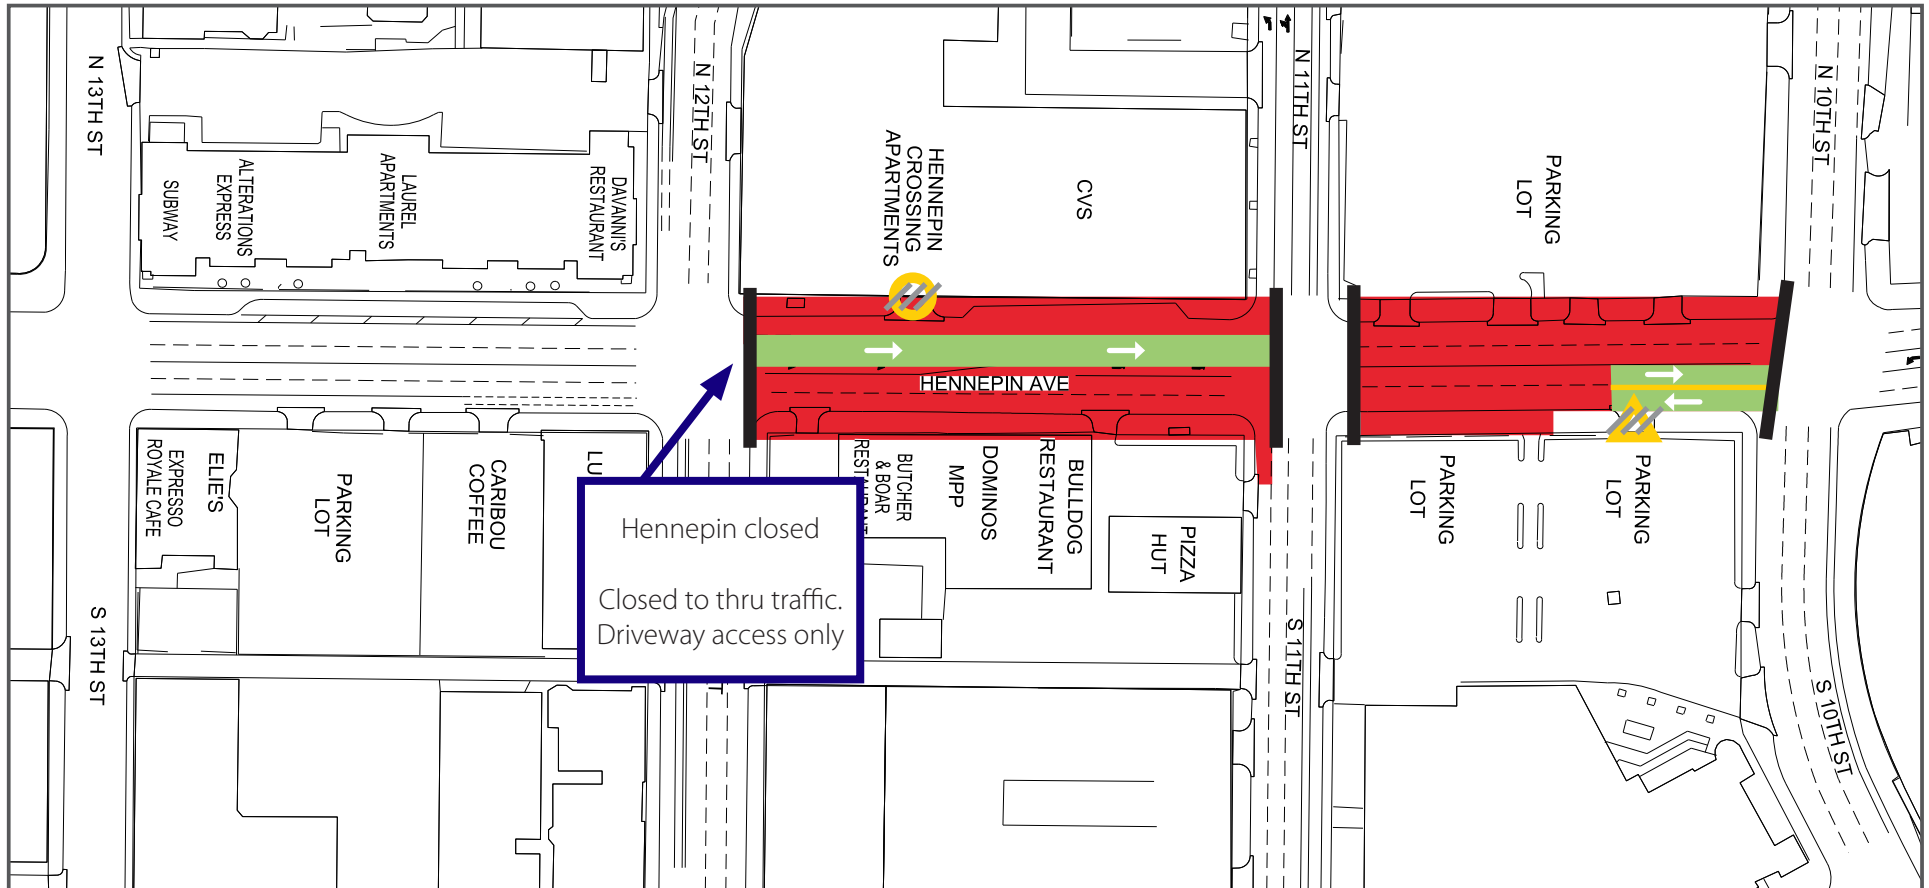 N 13TH ST
N 12TH ST
N 11TH ST
N 10TH ST
SUBWAY
ALTERATIONS
EXPRESS
LAUREL
APARTMENTS
DAVANNI'S
RESTAURANT
HENNEPIN
CROSSING
APARTMENTS
CVS
PARKING
LOT
HENNEPIN AVE
ELIE'S
EXPRESSO
ROYALE CAFE
PARKING
LOT
CARIBOU
COFFEE
LU
BUTCHER
& BOAR
RESTAURANT
MPP
DOMINOS
BULLDOG
RESTAURANT
PIZZA
HUT
PARKING
LOT
PARKING
LOT
Hennepin closed
Closed to thru traffic.
Driveway access only
S 13TH ST
T
S 11TH ST
S 10TH ST